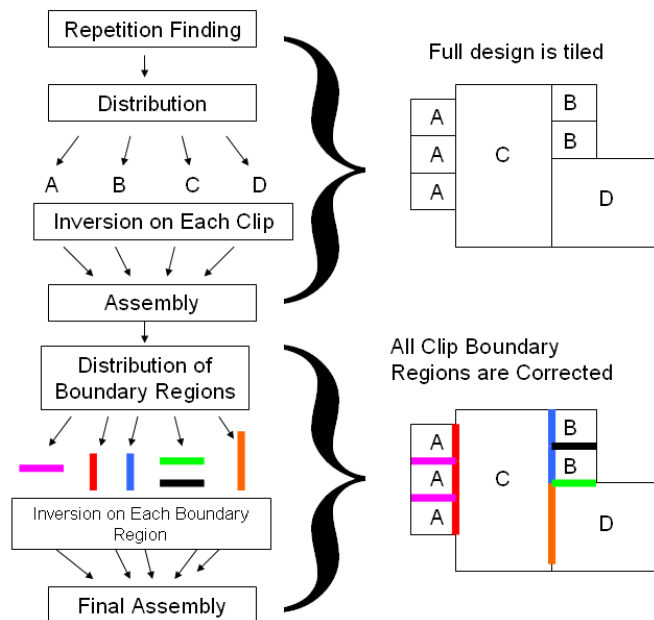 Repetition Finding
Distribution
A B C D
Inversion on Each Clip
Assembly
Distribution of
Boundary Regions
Inversion on Each Boundary
Region
Final Assembly
Full design is tiled
A
A
A
C
B
B
D
All Clip Boundary
Regions are Corrected
A
A
A
C
B
B
D